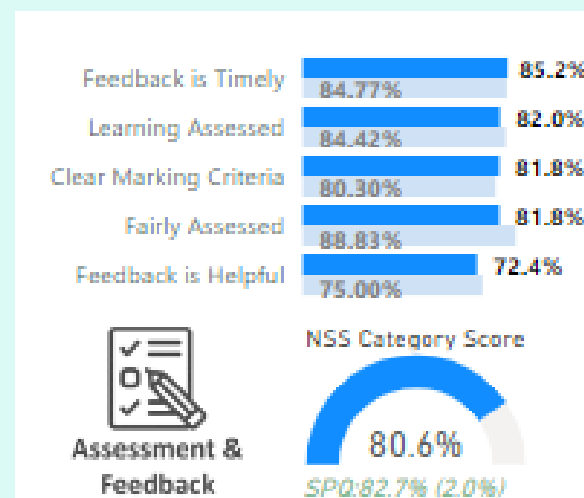 Feedback is Timely 85.2%
84.77%
Learning Assessed 82.0%
84.42%
Clear Marking Criteria 81.8%
80.30%
Fairly Assessed 81.8%
88.83%
Feedback is Helpful 72.4%
75.00%
NSS Category Score
80.6%
SPQ:82.7% (2.0%)
Assessment &
Feedback